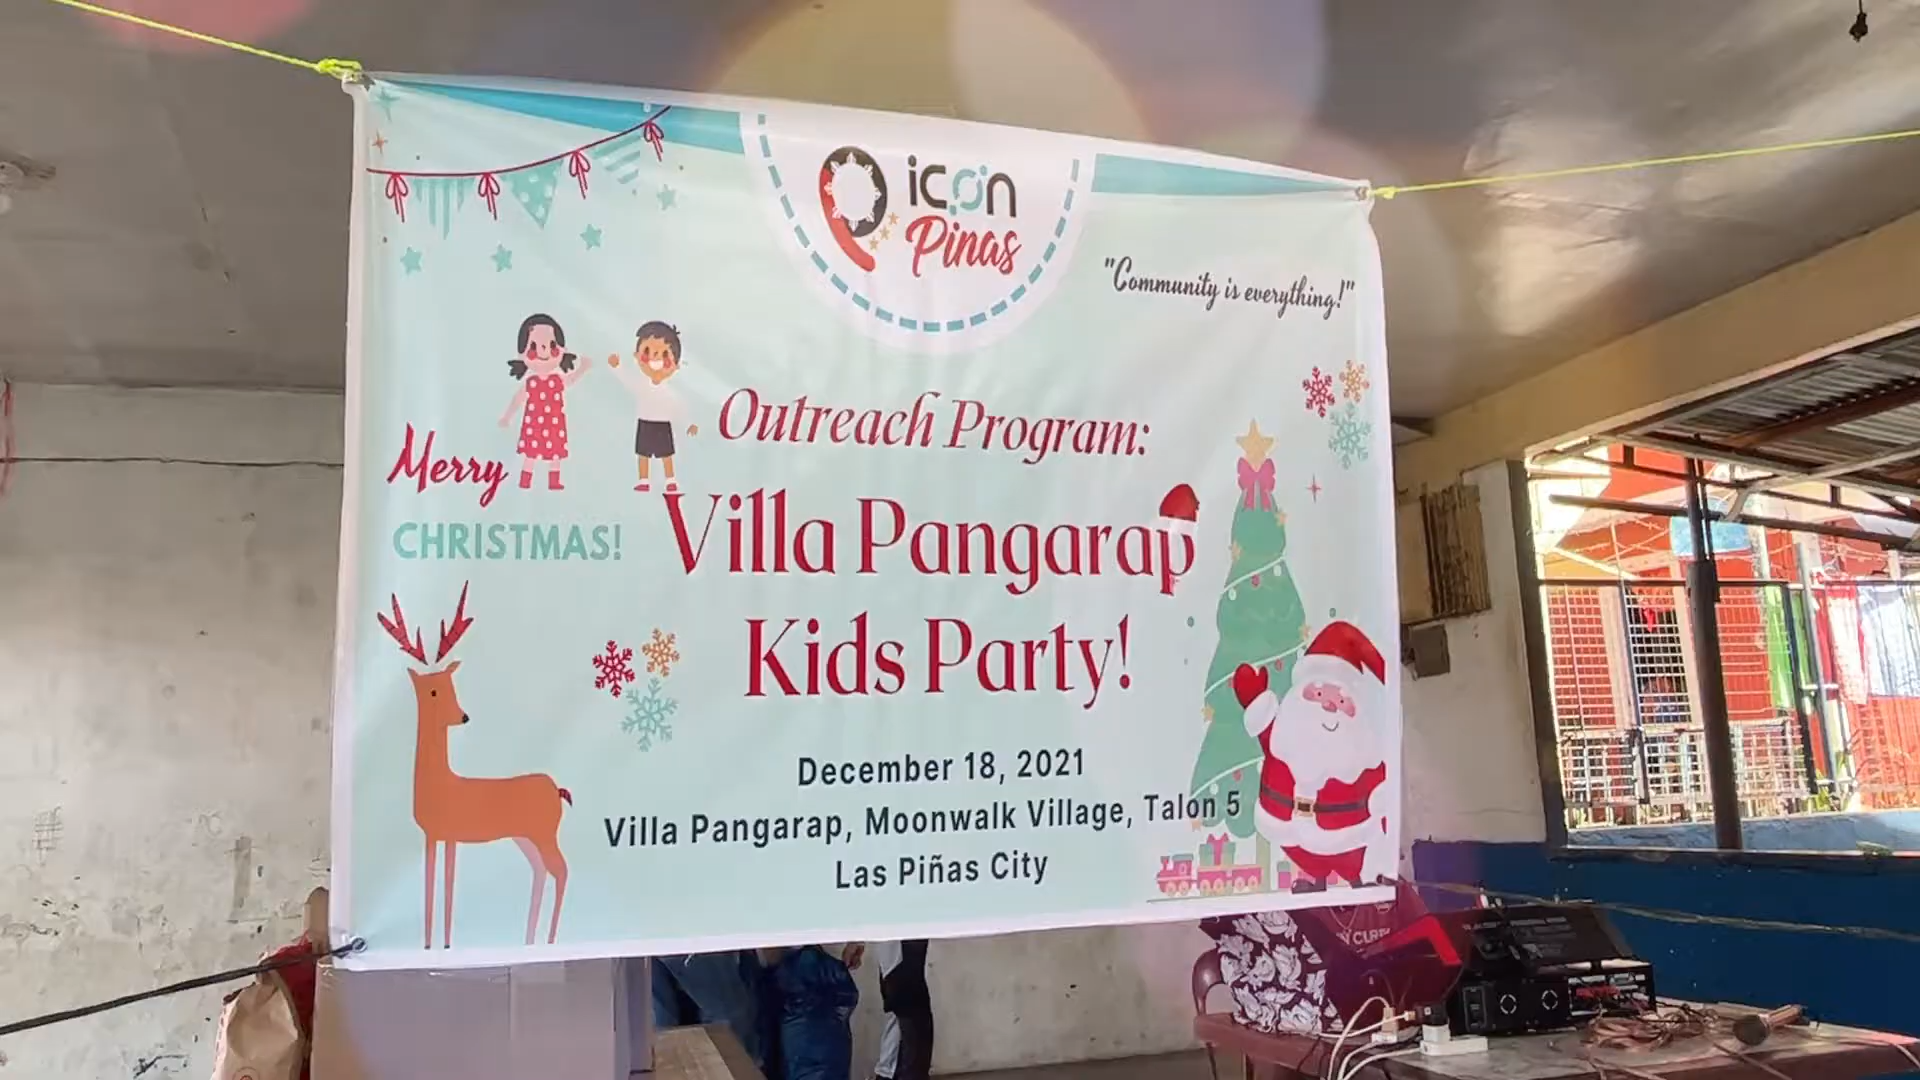 icon
Pinas
"Community is everything!"
Merry
CHRISTMAS!
Outreach Program:
Villa Pangarap
Kids Party!
December 18, 2021
Villa Pangarap, Moonwalk Village, Talon 5
Las Piñas City